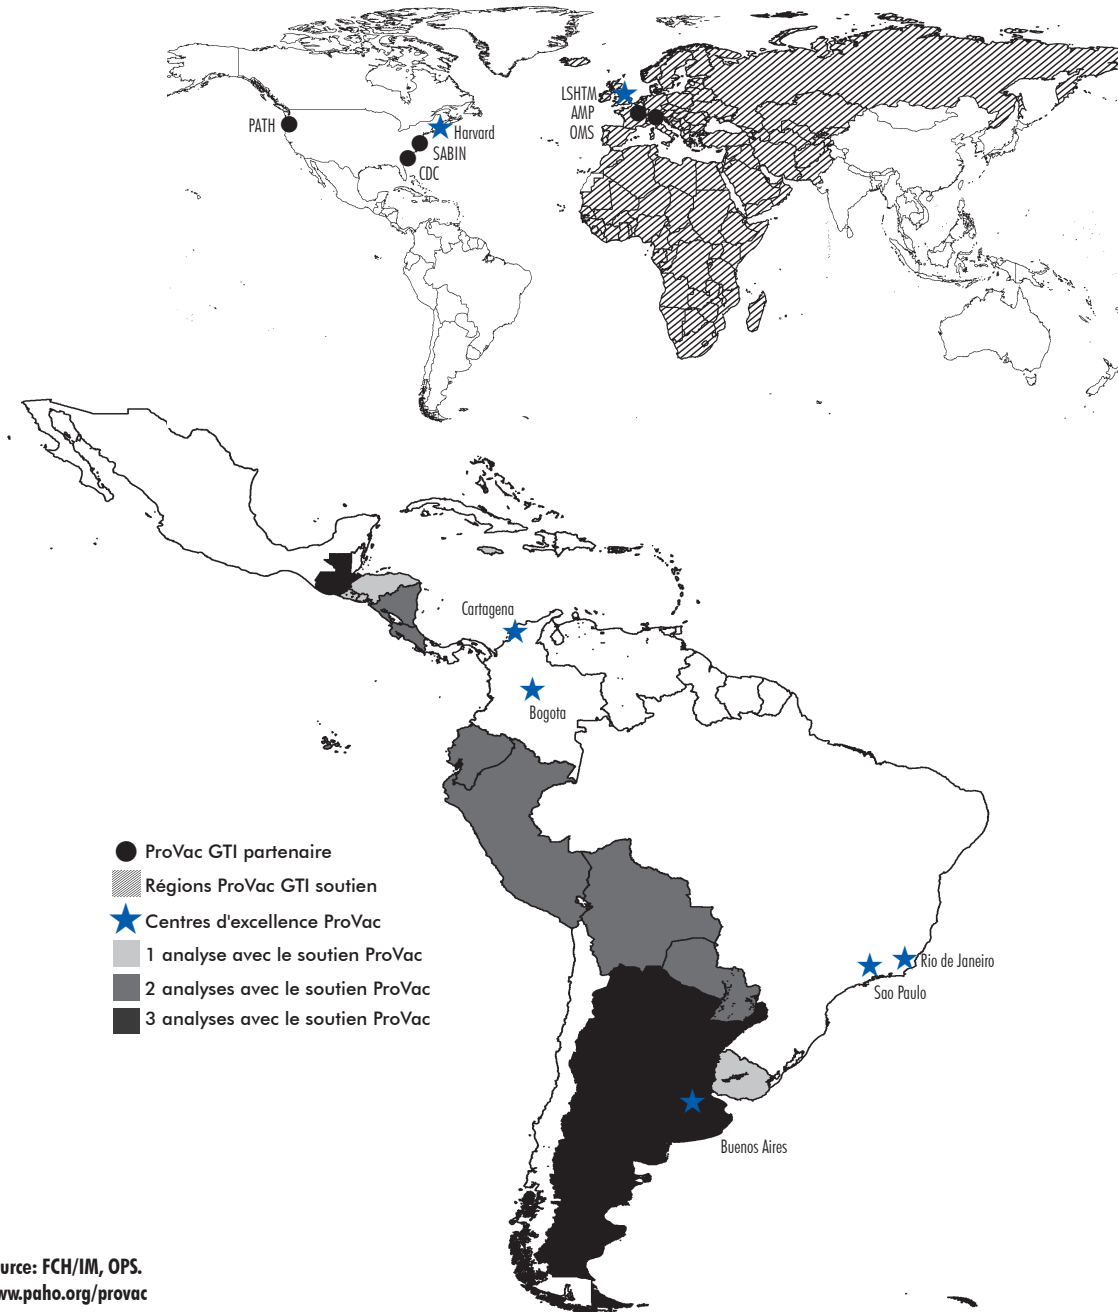 LSHTM
AMP
OMS
PATH
Harvard
SABIN
CDC
Cartagena
Bogota
ProVac GTI partenaire
Régions ProVac GTI soutien
Centres d'excellence ProVac
1 analyse avec le soutien ProVac
2 analyses avec le soutien ProVac
3 analyses avec le soutien ProVac
Rio de Janeiro
Sao Paulo
Buenos Aires
urce: FCH/IM, OPS.
ww.paho.org/provac